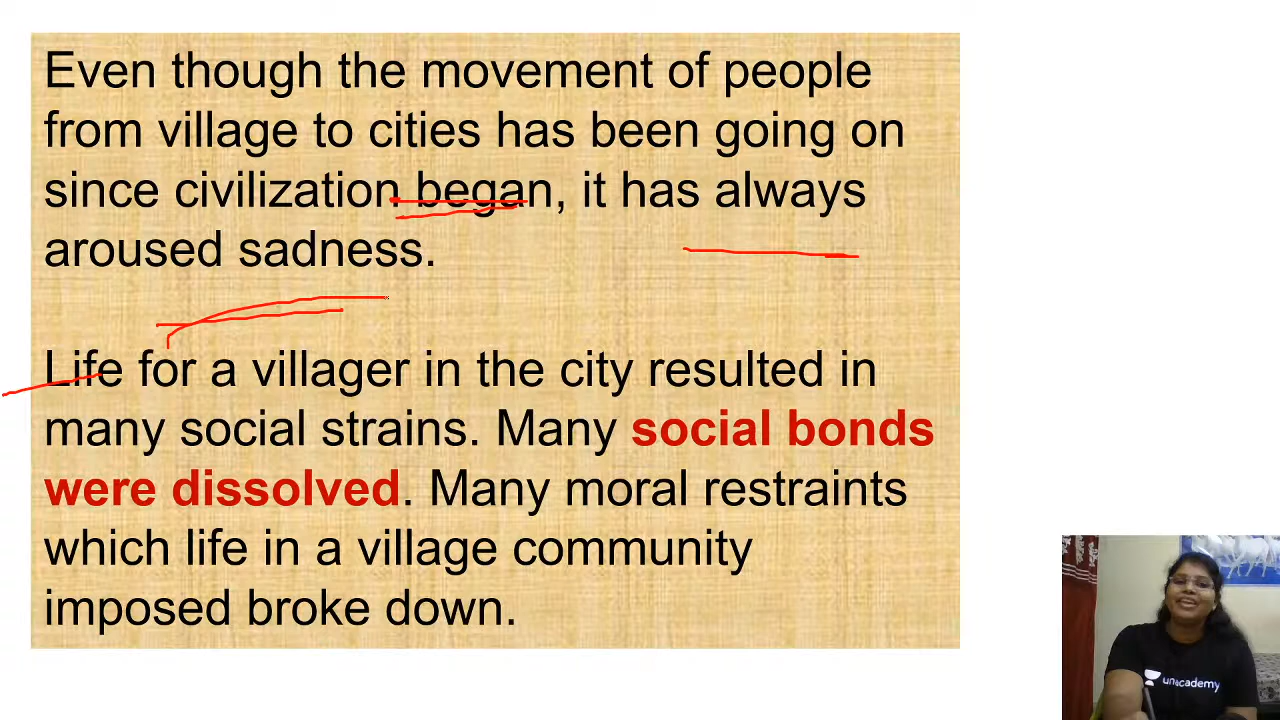 Even though the movement of people
from village to cities has been going on
since civilization began, it has always
aroused sadness.
Life for a villager in the city resulted in
many social strains. Many social bonds
were dissolved. Many moral restraints
which life in a village community
imposed broke down.
unacademy